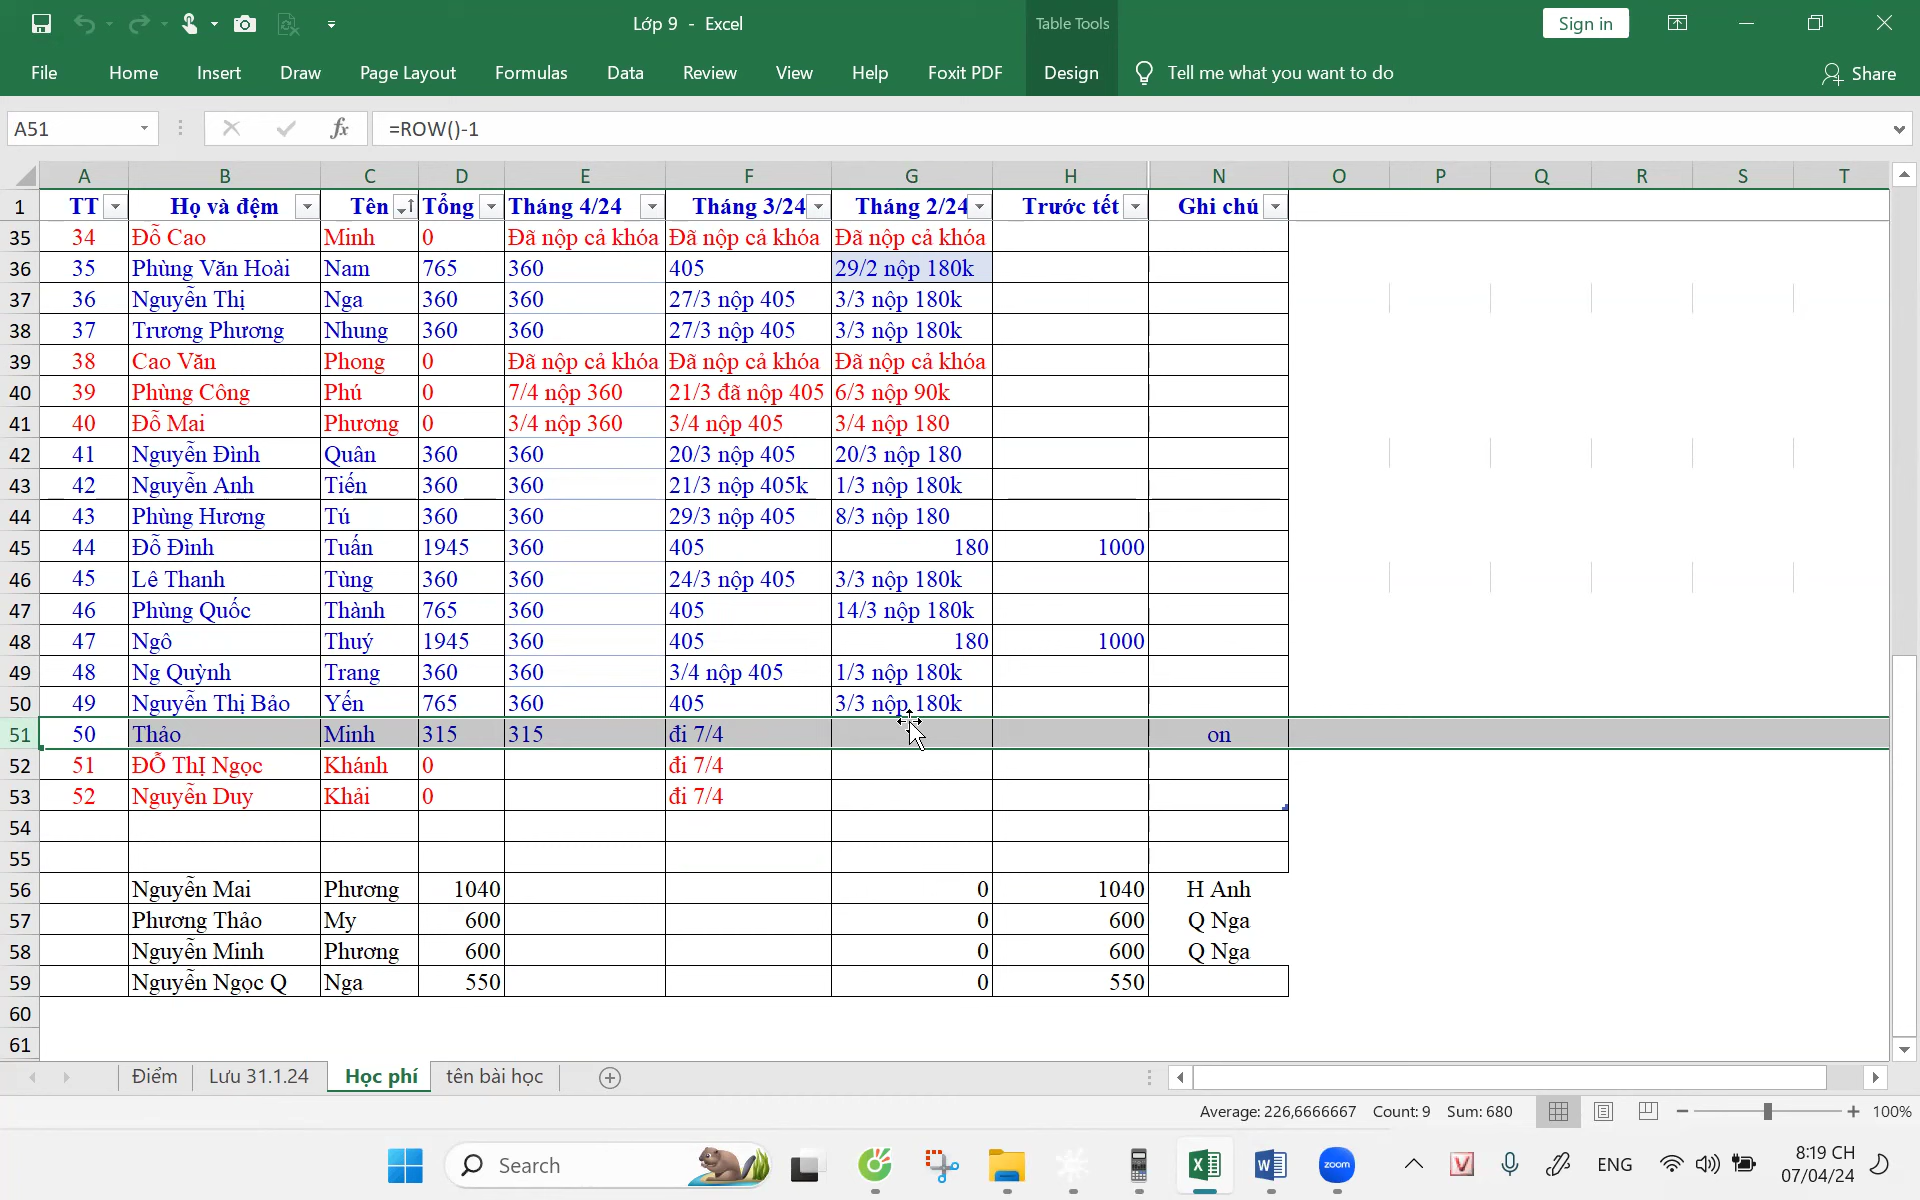 Lớp 9 - Excel
Table Tools
Sign in
File Home Insert Draw Page Layout Formulas Data Review View Help Foxit PDF Design Tell me what you want to do Share
A51 fx =ROW()-1
A B C D E F G H N O P Q R S T
1 TT Họ và đệm Tên Tổng Tháng 4/24 Tháng 3/24 Tháng 2/24 Trước tết Ghi chú
35 34 Đỗ Cao Minh 0 Đã nộp cả khóa Đã nộp cả khóa Đã nộp cả khóa
36 35 Phùng Văn Hoài Nam 765 360 405 29/2 nộp 180k
37 36 Nguyễn Thị Nga 360 360 27/3 nộp 405 3/3 nộp 180k
38 37 Trương Phương Nhung 360 360 27/3 nộp 405 3/3 nộp 180k
39 38 Cao Văn Phong 0 Đã nộp cả khóa Đã nộp cả khóa Đã nộp cả khóa
40 39 Phùng Công Phú 0 7/4 nộp 360 21/3 đã nộp 405 6/3 nộp 90k
41 40 Đỗ Mai Phương 0 3/4 nộp 360 3/4 nộp 405 3/4 nộp 180
42 41 Nguyễn Đình Quân 360 360 20/3 nộp 405 20/3 nộp 180
43 42 Nguyễn Anh Tiến 360 360 21/3 nộp 405k 1/3 nộp 180k
44 43 Phùng Hương Tú 360 360 29/3 nộp 405 8/3 nộp 180
45 44 Đỗ Đình Tuấn 1945 360 405 180 1000
46 45 Lê Thanh Tùng 360 360 24/3 nộp 405 3/3 nộp 180k
47 46 Phùng Quốc Thành 765 360 405 14/3 nộp 180k
48 47 Ngô Thuý 1945 360 405 180 1000
49 48 Ng Quỳnh Trang 360 360 3/4 nộp 405 1/3 nộp 180k
50 49 Nguyễn Thị Bảo Yến 765 360 405 3/3 nộp 180k
51 50 Thảo Minh 315 315 đi 7/4 on
52 51 ĐỖ ThỊ Ngọc Khánh 0 đi 7/4
53 52 Nguyễn Duy Khải 0 đi 7/4
54
55
56 Nguyễn Mai Phương 1040 0 1040 H Anh
57 Phương Thảo My 600 0 600 Q Nga
58 Nguyễn Minh Phương 600 0 600 Q Nga
59 Nguyễn Ngọc Q Nga 550 0 550
60
61
Điểm Lưu 31.1.24 Học phí tên bài học
Average: 226,6666667 Count: 9 Sum: 680 100%
Search zoom ENG 8:19 CH
07/04/24